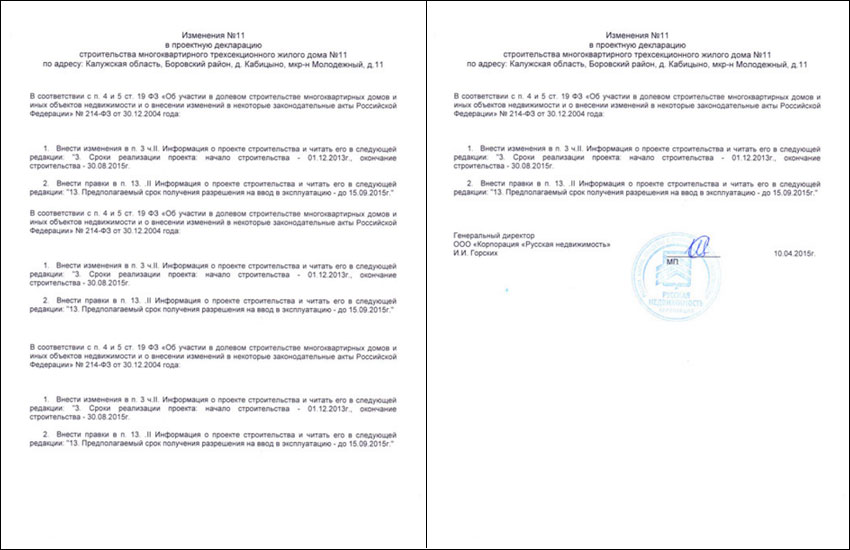 Изменения №11
в проектную декларацию
строительства многоквартирного трехсекционного жилого дома №11
по адресу: Калужская область, Боровский район, д. Кабицыно, мкр-н Молодежный, д.11
В соответствии с п. 4 и 5 ст. 19 ФЗ «Об участии в долевом строительстве многоквартирных домов и
иных объектов недвижимости и о внесении изменений в некоторые законодательные акты Российской
Федерации» № 214-ФЗ от 30.12.2004 года:
1. Внести изменения в п. 3 ч.II. Информация о проекте строительства и читать его в следующей
редакции: "3. Сроки реализации проекта: начало строительства - 01.12.2013г., окончание
строительства - 30.08.2015г.
2. Внести правки в п. 13. .II Информация о проекте строительства и читать его в следующей
редакции: "13. Предполагаемый срок получения разрешения на ввод в эксплуатацию - до 15.09.2015г."
В соответствии с п. 4 и 5 ст. 19 ФЗ «Об участии в долевом строительстве многоквартирных домов и
иных объектов недвижимости и о внесении изменений в некоторые законодательные акты Российской
Федерации» № 214-ФЗ от 30.12.2004 года:
1. Внести изменения в п. 3 ч.II. Информация о проекте строительства и читать его в следующей
редакции: "3. Сроки реализации проекта: начало строительства - 01.12.2013г., окончание
строительства - 30.08.2015г.
2. Внести правки в п. 13. .II Информация о проекте строительства и читать его в следующей
редакции: "13. Предполагаемый срок получения разрешения на ввод в эксплуатацию - до 15.09.2015г."
В соответствии с п. 4 и 5 ст. 19 ФЗ «Об участии в долевом строительстве многоквартирных домов и
иных объектов недвижимости и о внесении изменений в некоторые законодательные акты Российской
Федерации» № 214-ФЗ от 30.12.2004 года:
1. Внести изменения в п. 3 ч.II. Информация о проекте строительства и читать его в следующей
редакции: "3. Сроки реализации проекта: начало строительства - 01.12.2013г., окончание
строительства - 30.08.2015г.
2. Внести правки в п. 13. .II Информация о проекте строительства и читать его в следующей
редакции: "13. Предполагаемый срок получения разрешения на ввод в эксплуатацию - до 15.09.2015г."
Изменения №11
в проектную декларацию
строительства многоквартирного трехсекционного жилого дома №11
по адресу: Калужская область, Боровский район, д. Кабицыно, мкр-н Молодежный, д.11
В соответствии с п. 4 и 5 ст. 19 ФЗ «Об участии в долевом строительстве многоквартирных домов и
иных объектов недвижимости и о внесении изменений в некоторые законодательные акты Российской
Федерации» № 214-ФЗ от 30.12.2004 года:
1. Внести изменения в п. 3 ч.II. Информация о проекте строительства и читать его в следующей
редакции: "3. Сроки реализации проекта: начало строительства - 01.12.2013г., окончание
строительства - 30.08.2015г.
2. Внести правки в п. 13. .II Информация о проекте строительства и читать его в следующей
редакции: "13. Предполагаемый срок получения разрешения на ввод в эксплуатацию - до 15.09.2015г."
Генеральный директор
ООО «Корпорация «Русская недвижимость»
И.И. Горских
МП
10.04.2015г.
РУССКАЯ
НЕДВИЖИМОСТЬ
КОРПОРАЦИЯ